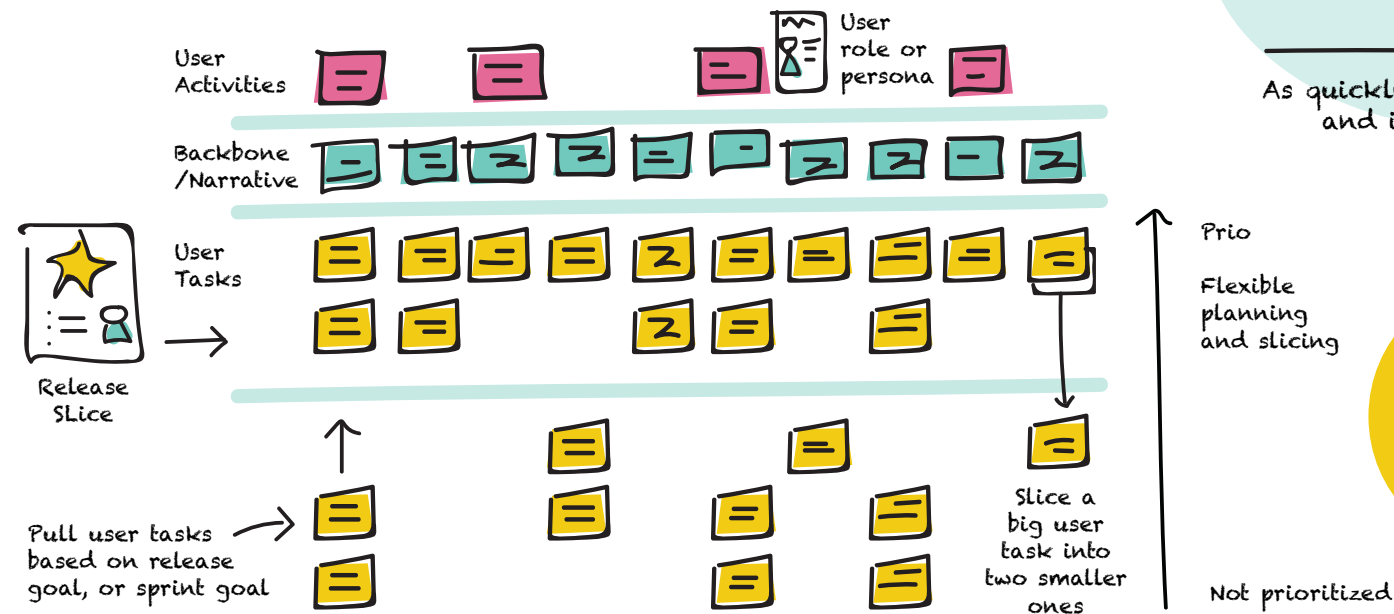 User
role or
persona
User
Activities
As quickl
and i
Backbone
/Narrative
User
Tasks
Release
Slice
Prio
Flexible
planning
and slicing
Pull user tasks
based on release
goal, or sprint goal
Slice a
big user
task into
two smaller
ones
Not prioritized